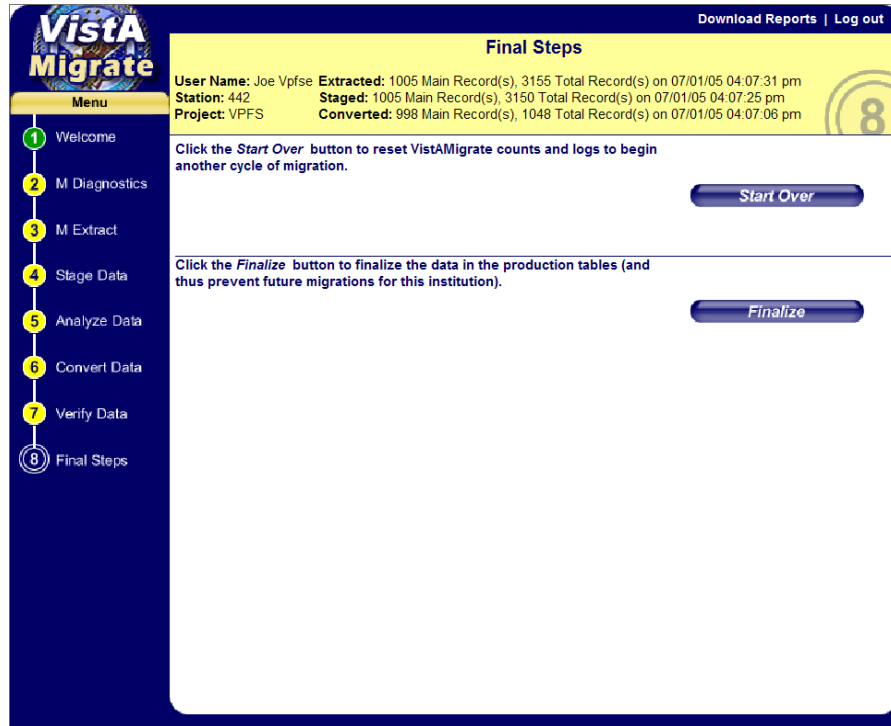 VistA
Migrate
Download Reports | Log out
Final Steps
User Name: Joe Vpfse Extracted: 1005 Main Record(s), 3155 Total Record(s) on 07/01/05 04:07:31 pm
Station: 442 Staged: 1005 Main Record(s), 3150 Total Record(s) on 07/01/05 04:07:25 pm
Project: VPFS Converted: 998 Main Record(s), 1048 Total Record(s) on 07/01/05 04:07:06 pm
8
Menu
1 Welcome
2 M Diagnostics
3 M Extract
4 Stage Data
5 Analyze Data
6 Convert Data
7 Verify Data
8 Final Steps
Click the Start Over button to reset VistAMigrate counts and logs to begin
another cycle of migration.
Start Over
Click the Finalize button to finalize the data in the production tables (and
thus prevent future migrations for this institution).
Finalize